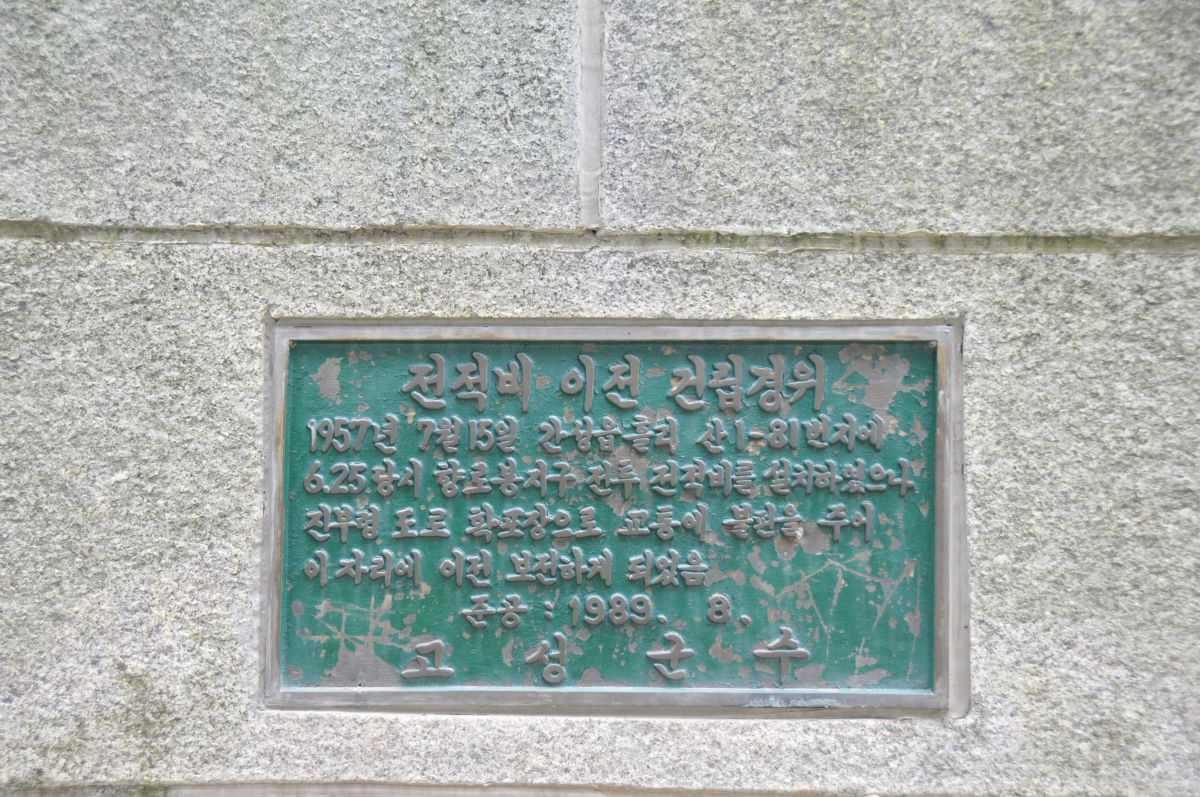 전적비 이전 건립경위
1957년 7월 15일 간성읍 흘리 산 1-81번지에
6.25 당시 향로봉지구 전투 전적비를 설치하였으나
진부령 도로 확포장으로 교통에 불편을 주어
이 자리에 이전 보전하게 되었음
준공 : 1989. 8.
고성군수